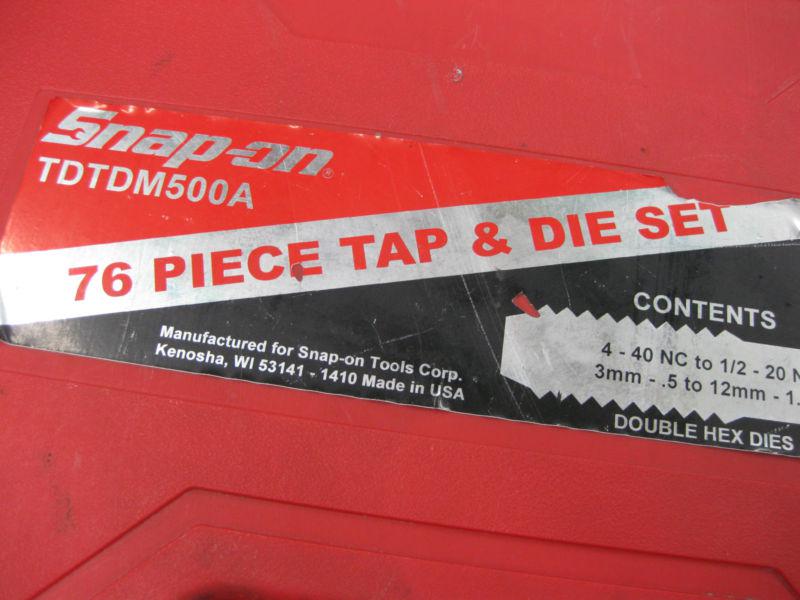 Snap-on®
TDTDM500A
76 PIECE TAP & DIE SET
Manufactured for Snap-on Tools Corp.
Kenosha, WI 53141 - 1410 Made in USA
CONTENTS
4 - 40 NC to 1/2 - 20 N
3mm - .5 to 12mm - 1.
DOUBLE HEX DIES